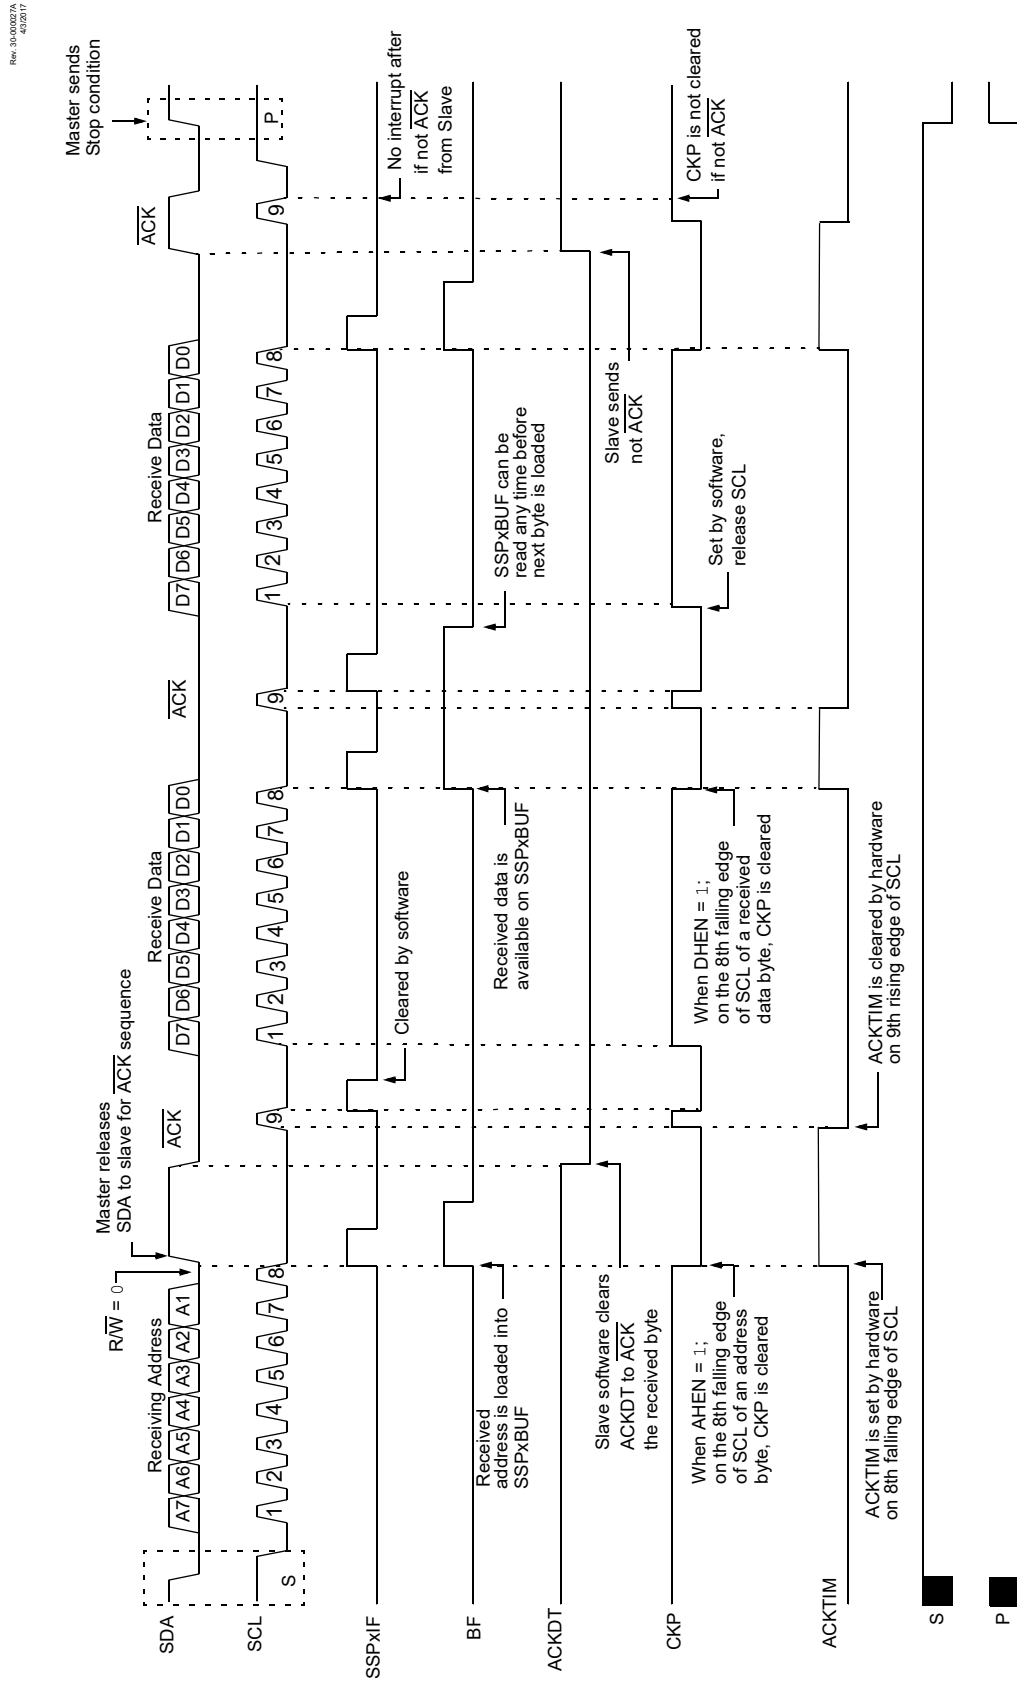 Rev. 30-000027A
4/3/2017
Master sends
Stop condition
Master releases
SDA to slave for ACK sequence
R/W = 0
Receiving Address
ACK
Receive Data
ACK
Receive Data
ACK
SDA
A7 A6 A5 A4 A3 A2 A1
D7 D6 D5 D4 D3 D2 D1 D0
D7 D6 D5 D4 D3 D2 D1 D0
SCL
S
1 2 3 4 5 6 7 8 9
1 2 3 4 5 6 7 8 9
1 2 3 4 5 6 7 8 9
P
SSPxIF
Cleared by software
No interrupt after
if not ACK
from Slave
BF
Received
address is loaded into
SSPxBUF
Received data is
available on SSPxBUF
SSPxBUF can be
read any time before
next byte is loaded
ACKDT
Slave software clears
ACKDT to ACK
the received byte
Slave sends
not ACK
CKP
When AHEN = 1;
on the 8th falling edge
of SCL of an address
byte, CKP is cleared
When DHEN = 1;
on the 8th falling edge
of SCL of a received
data byte, CKP is cleared
Set by software,
release SCL
CKP is not cleared
if not ACK
ACKTIM
ACKTIM is set by hardware
on 8th falling edge of SCL
ACKTIM is cleared by hardware
on 9th rising edge of SCL
S
P